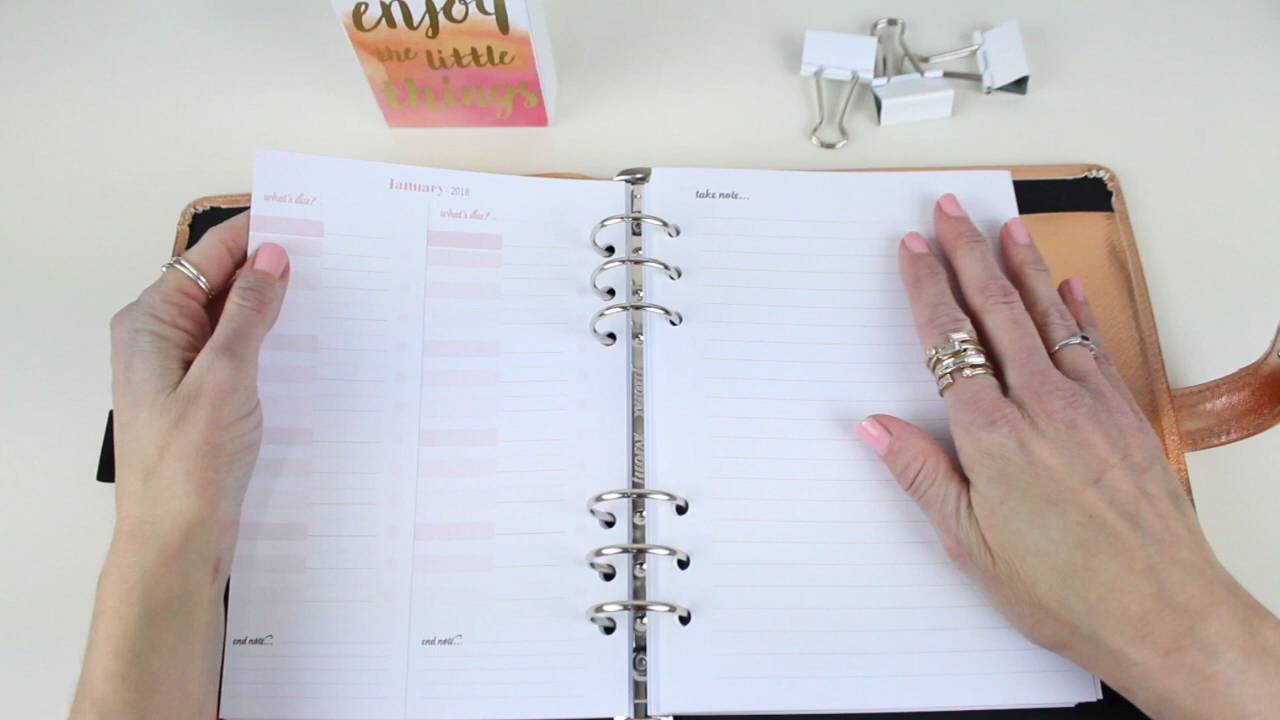 enjoy
the little
things
January 2018
what's due?
what's due?
end note...
end note...
take note...